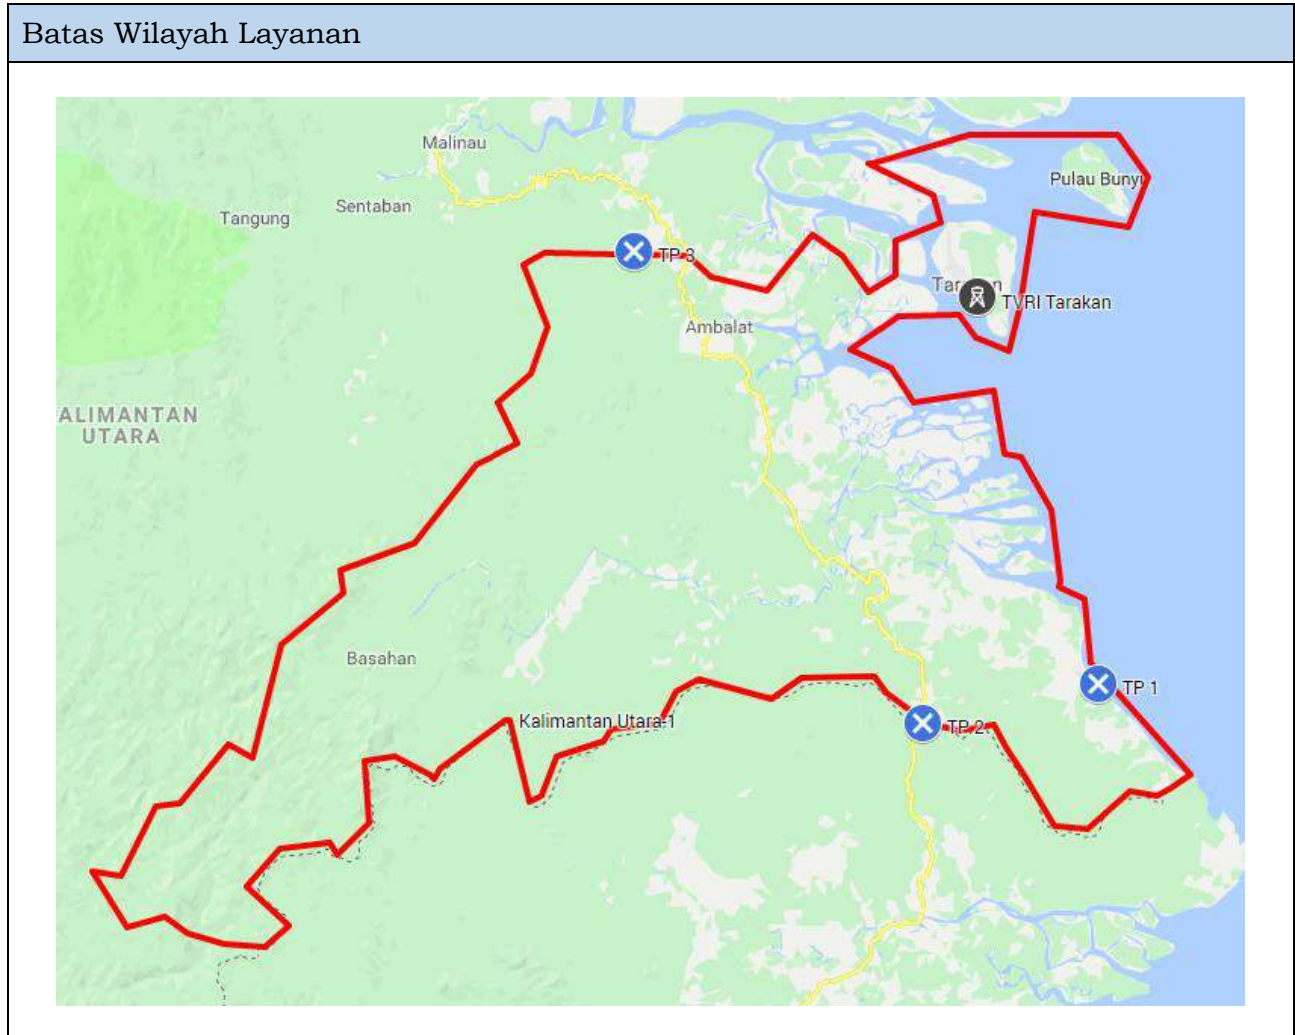 Batas Wilayah Layanan
Malinau
Pulau Bunyu
Sentaban
Tangung
TP 3
TVRI Tarakan
Ambalat
ALIMANTAN
UTARA
Basahan
TP 1
Kalimantan Utara-1
TP 2